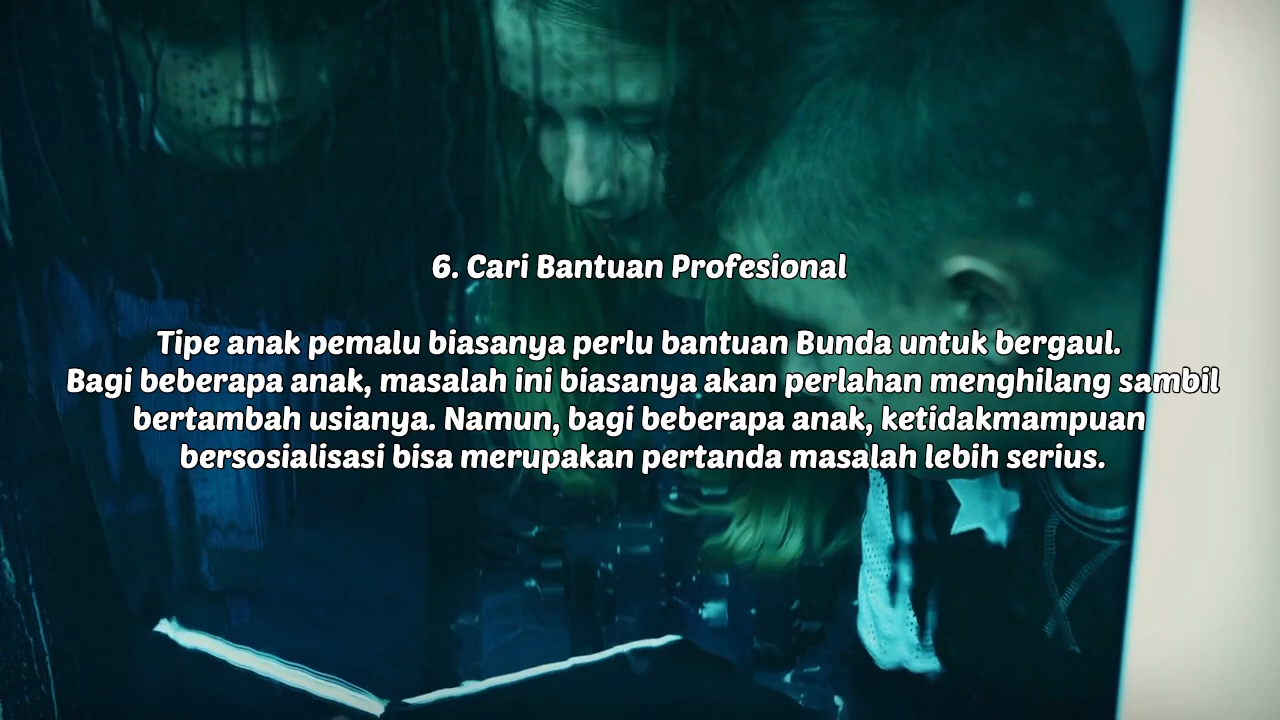 6. Cari Bantuan Profesional
Tipe anak pemalu biasanya perlu bantuan Bunda untuk bergaul.
Bagi beberapa anak, masalah ini biasanya akan perlahan menghilang sambil
bertambah usianya. Namun, bagi beberapa anak, ketidakmampuan
bersosialisasi bisa merupakan pertanda masalah lebih serius.